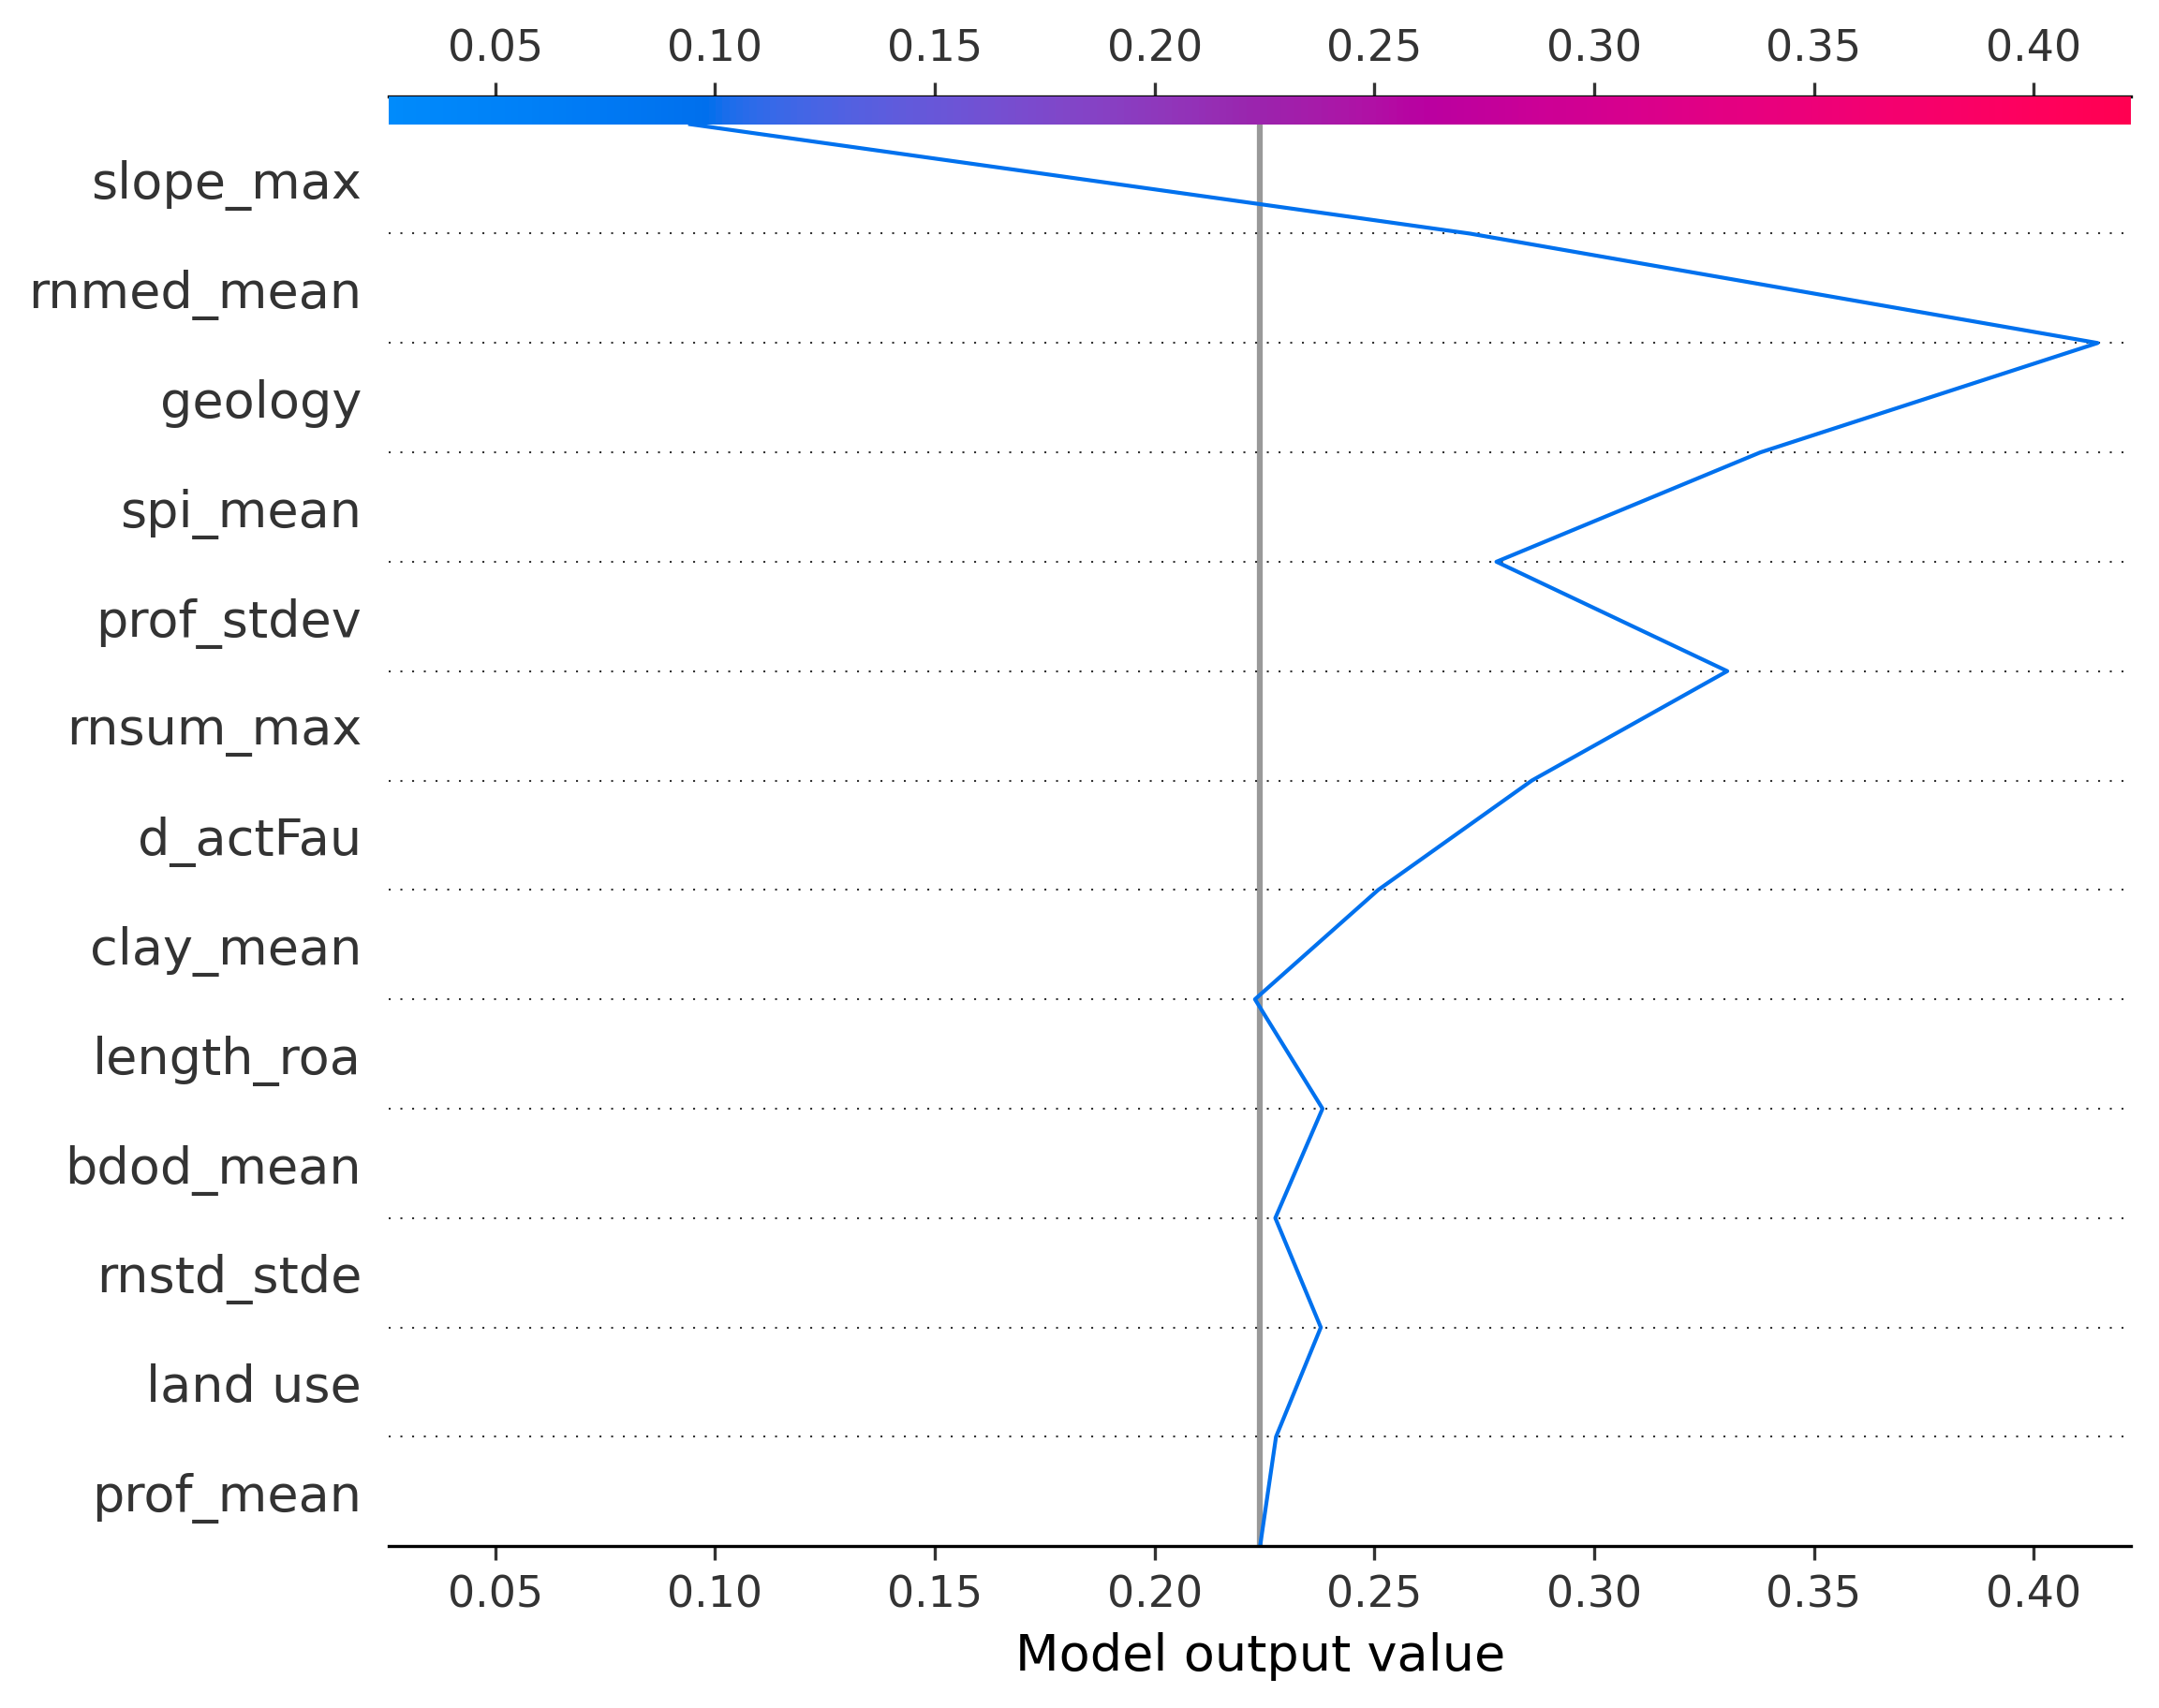 0.05 0.10 0.15 0.20 0.25 0.30 0.35 0.40
slope_max
rnmed_mean
geology
spi_mean
prof_stdev
rnsum_max
d_actFau
clay_mean
length_roa
bdod_mean
rnstd_stde
land use
prof_mean
0.05 0.10 0.15 0.20 0.25 0.30 0.35 0.40
Model output value